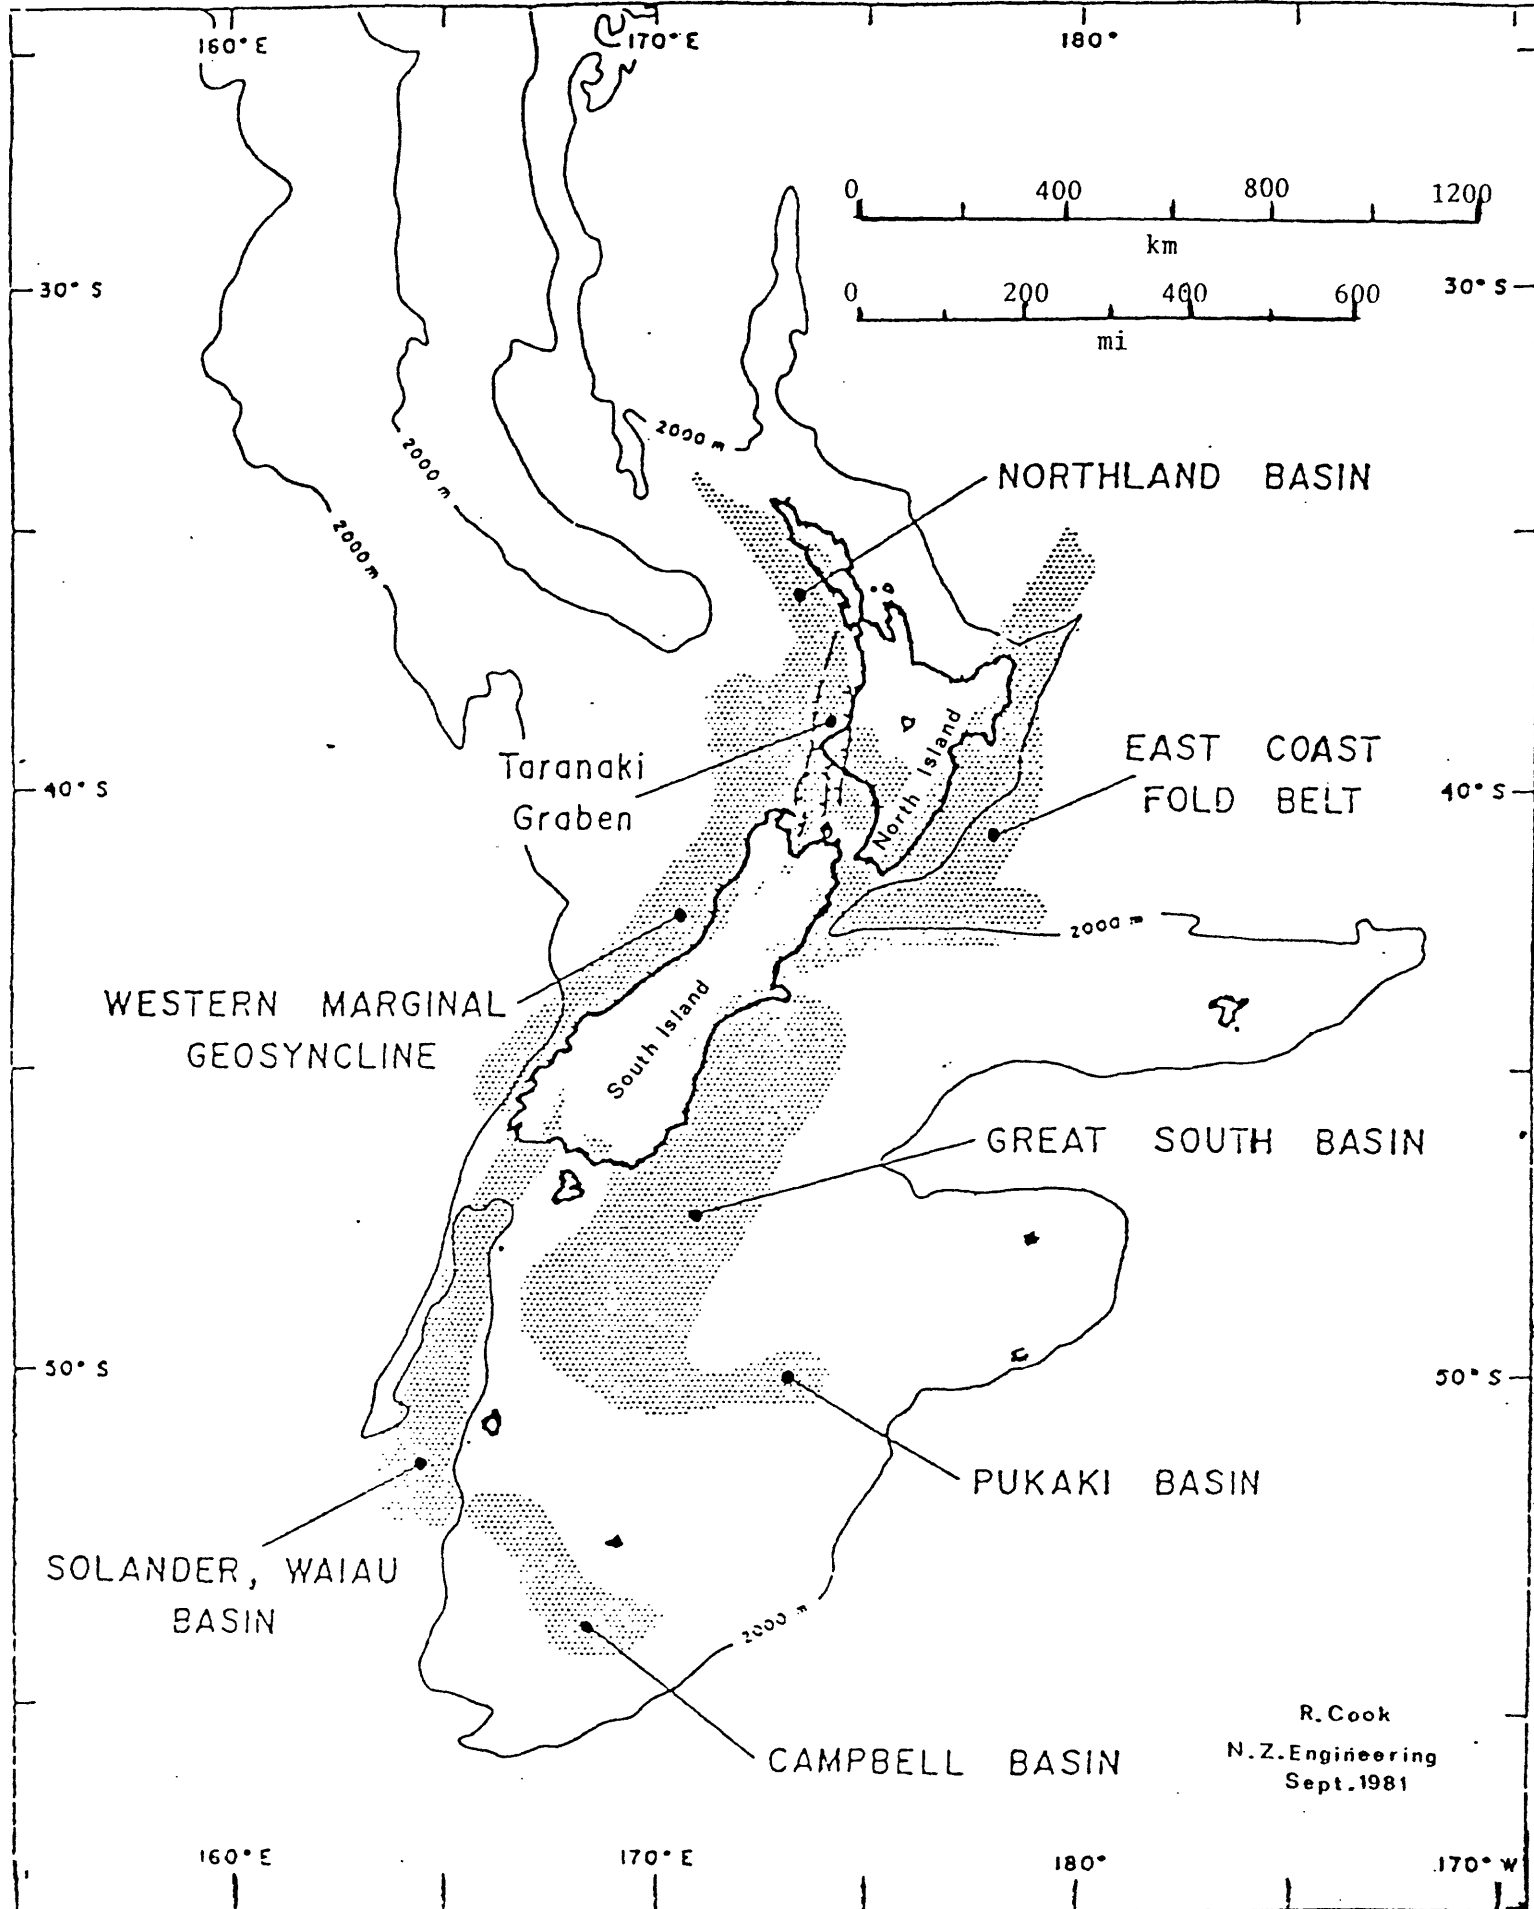 160° E
170° E
180°
0 400 800 1200
km
30° S
0 200 400 600
30° S
mi
2000 m
2000 m
NORTHLAND BASIN
2000 m
Taranaki
Graben
North Island
EAST COAST
FOLD BELT
40° S
40° S
2000 m
WESTERN MARGINAL
GEOSYNCLINE
South Island
GREAT SOUTH BASIN
50° S
50° S
PUKAKI BASIN
SOLANDER, WAIAU
BASIN
2000 m
CAMPBELL BASIN
R. Cook
N.Z. Engineering
Sept. 1981
160° E
170° E
180°
170° W